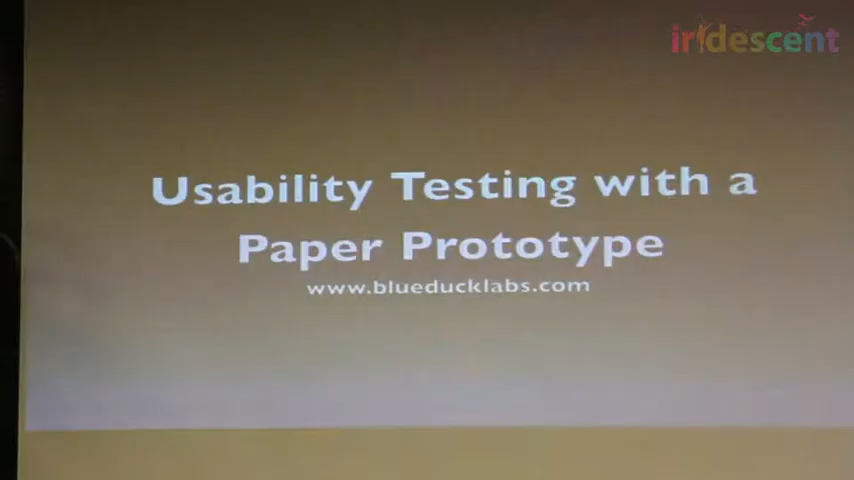 iridescent
Usability Testing with a
Paper Prototype
www.blueducklabs.com